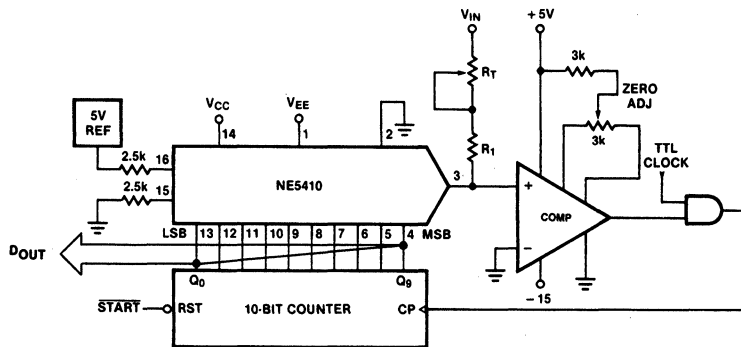 VIN
+5V
3k
RT
ZERO
ADJ
5V
REF
VCC
VEE
14
1
2
2.5k
16
R1
3k
TTL
CLOCK
NE5410
3
2.5k
15
+
COMP
LSB 13 12 11 10 9 8 7 6 5 4 MSB
−
DOUT
Q0
Q9
−15
START
RST
10-BIT COUNTER
CP